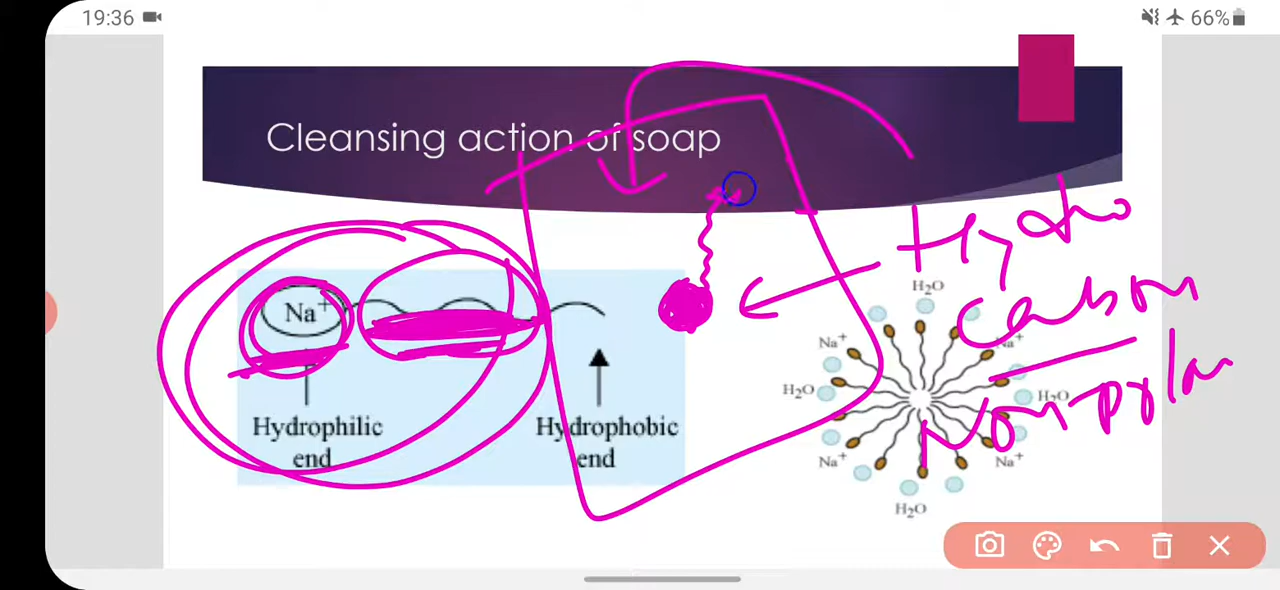 19:36
66%
Cleansing action of soap
Hydro
Carbon
Non-polar
Na+
Hydrophilic
end
Hydrophobic
end
H2O
Na+
Na+
H2O
H2O
Na+
Na+
H2O